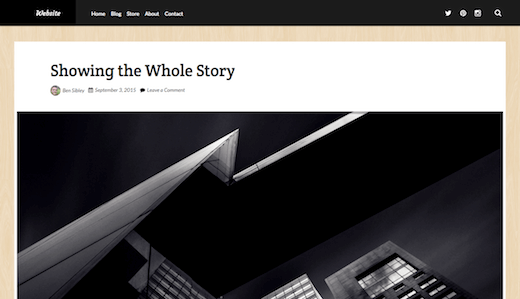 Website Home Blog Store About Contact
Showing the Whole Story
Ben Sibley September 3, 2015 Leave a Comment